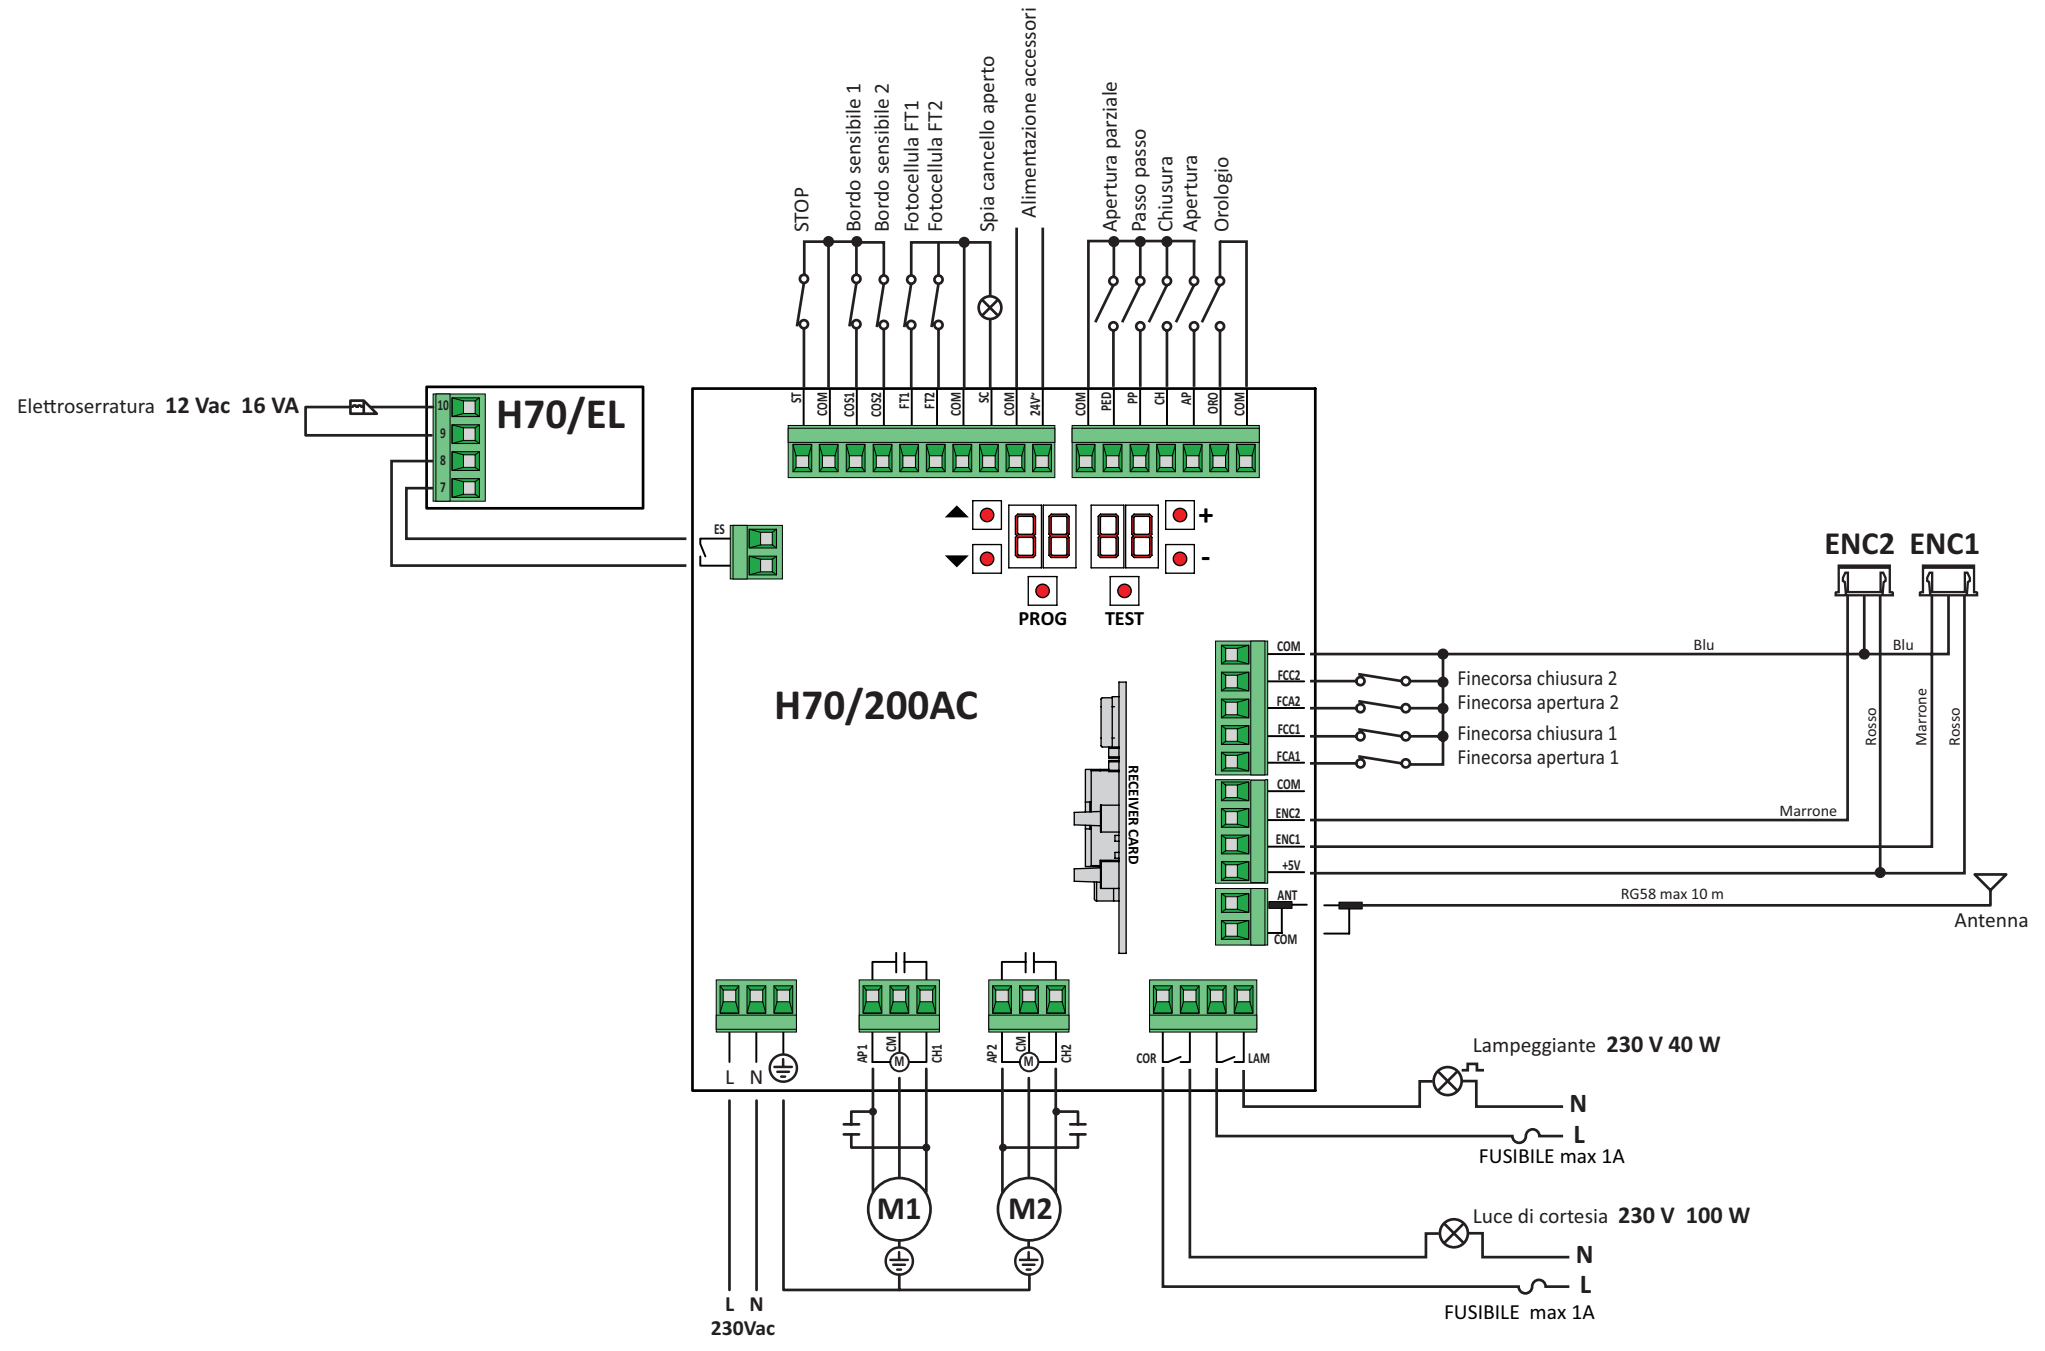 STOP
Bordo sensibile 1
Bordo sensibile 2
Fotocellula FT1
Fotocellula FT2
Spia cancello aperto
Alimentazione accessori
Apertura parziale
Passo passo
Chiusura
Apertura
Orologio
Elettroserratura 12 Vac 16 VA
10
9
8
7
H70/EL
ST
COM
COS1
COS2
FT1
FT2
COM
SC
COM
24V~
COM
PED
PP
CH
AP
ORO
COM
ES
+
-
PROG
TEST
H70/200AC
RECEIVER CARD
ENC2
ENC1
COM
FCC2
FCA2
FCC1
FCA1
COM
ENC2
ENC1
+5V
ANT
COM
Blu
Blu
Finecorsa chiusura 2
Finecorsa apertura 2
Finecorsa chiusura 1
Finecorsa apertura 1
Rosso
Marrone
Rosso
Marrone
RG58 max 10 m
Antenna
L
N
AP1
CM
M
CH1
AP2
CM
M
CH2
COR
LAM
Lampeggiante 230 V 40 W
N
L
FUSIBILE max 1A
M1
M2
Luce di cortesia 230 V 100 W
N
L
FUSIBILE max 1A
L N
230Vac